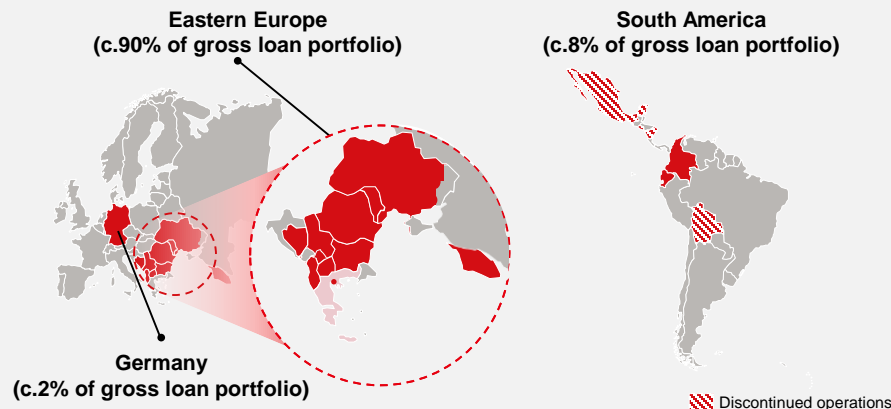 Eastern Europe
(c.90% of gross loan portfolio)
South America
(c.8% of gross loan portfolio)
Germany
(c.2% of gross loan portfolio)
Discontinued operations